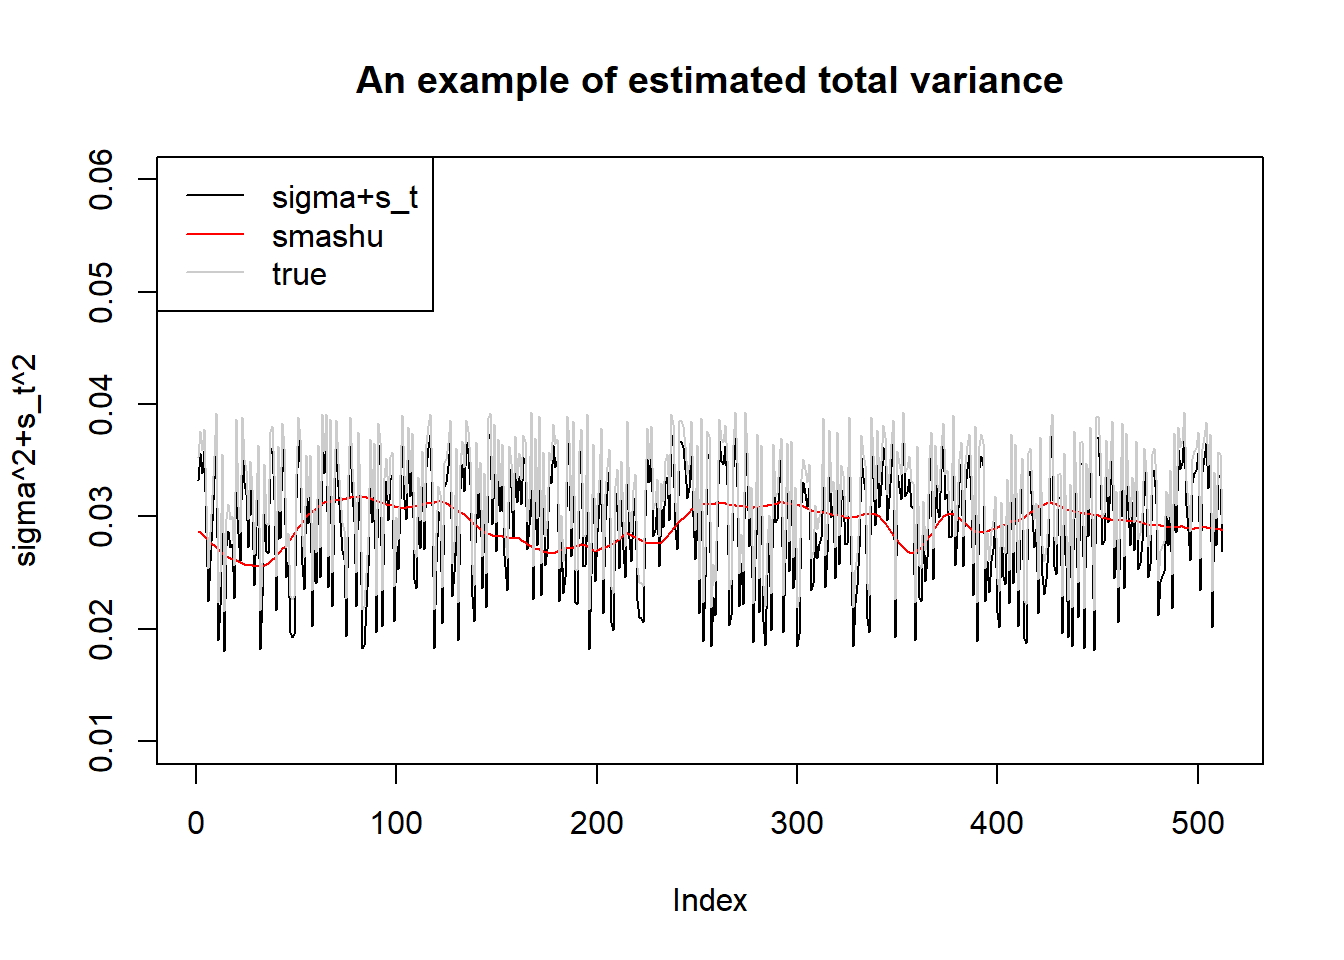 An example of estimated total variance
sigma+s_t
smashu
true
sigma^2+s_t^2
0.06
0.05
0.04
0.03
0.02
0.01
0 100 200 300 400 500
Index